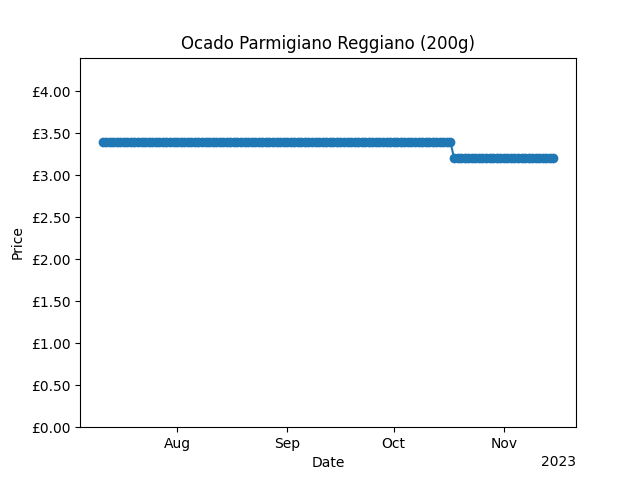 Ocado Parmigiano Reggiano (200g)
£4.00
£3.50
£3.00
£2.50
£2.00
£1.50
£1.00
£0.50
£0.00
Price
Aug Sep Oct Nov
Date
2023